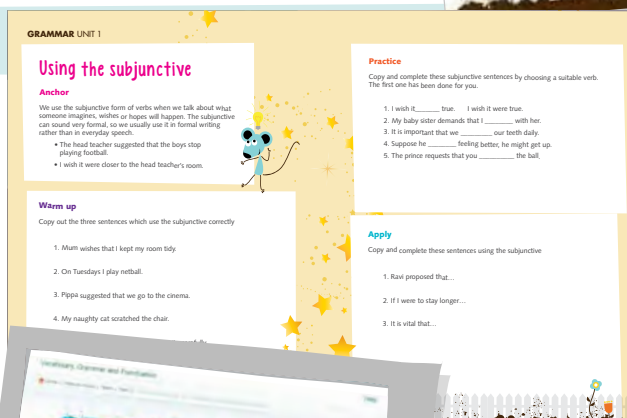 GRAMMAR UNIT 1
Using the subjunctive
Anchor
We use the subjunctive form of verbs when we talk about what
someone imagines, wishes or hopes will happen. The subjunctive
can sound very formal, so we usually use it in formal writing
rather than in everyday speech.
• The head teacher suggested that the boys stop
playing football.
• I wish it were closer to the head teacher's room.
Warm up
Copy out the three sentences which use the subjunctive correctly
1. Mum wishes that I kept my room tidy.
2. On Tuesdays I play netball.
3. Pippa suggested that we go to the cinema.
4. My naughty cat scratched the chair.
Practice
Copy and complete these subjunctive sentences by choosing a suitable verb.
The first one has been done for you.
1. I wish it_______ true. I wish it were true.
2. My baby sister demands that I ________ with her.
3. It is important that we _________ our teeth daily.
4. Suppose he ________ feeling better, he might get up.
5. The prince requests that you __________ the ball
Apply
Copy and complete these sentences using the subjunctive
1. Ravi proposed that…
2. If I were to stay longer…
3. It is vital that…
Vocabulary, Grammar and Punctuation